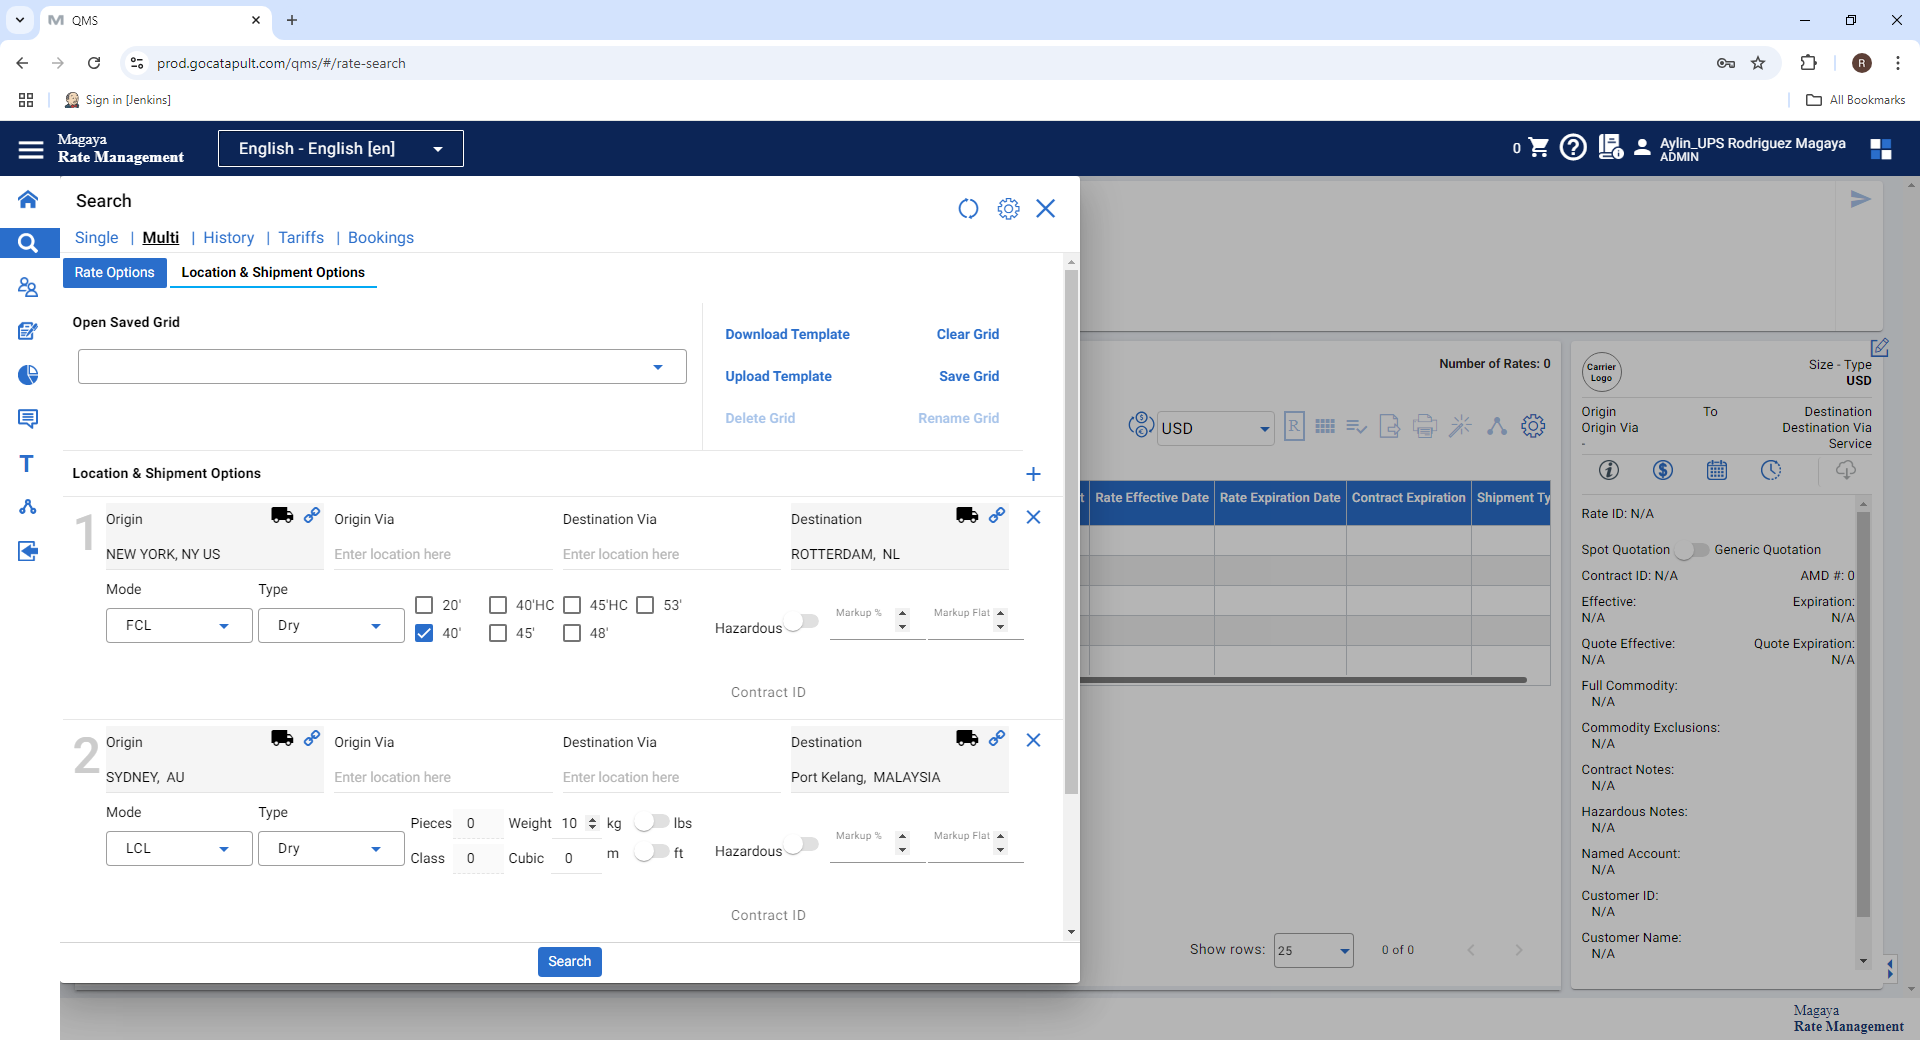 QMS
prod.gocatapult.com/qms/#/rate-search
R
Sign in [Jenkins]
All Bookmarks
Magaya
Rate Management
English - English [en]
0
Aylin_UPS Rodriguez Magaya
ADMIN
Search
Single | Multi | History | Tariffs | Bookings
Rate Options
Location & Shipment Options
Open Saved Grid
Download Template
Clear Grid
Upload Template
Save Grid
Delete Grid
Rename Grid
Location & Shipment Options
1
Origin
Origin Via
Destination Via
Destination
NEW YORK, NY US
Enter location here
Enter location here
ROTTERDAM, NL
Mode
Type
FCL
Dry
20'
40'HC
45'HC
53'
40'
45'
48'
Hazardous
Markup %
Markup Flat
Contract ID
2
Origin
Origin Via
Destination Via
Destination
SYDNEY, AU
Enter location here
Enter location here
Port Kelang, MALAYSIA
Mode
Type
LCL
Dry
Pieces 0
Weight 10 kg lbs
Class 0
Cubic 0 m ft
Hazardous
Markup %
Markup Flat
Contract ID
Search
Number of Rates: 0
USD
R
t
Rate Effective Date
Rate Expiration Date
Contract Expiration
Shipment Ty
Show rows: 25
0 of 0
Carrier
Logo
Size - Type
USD
Origin To Destination
Origin Via Destination Via
- Service
Rate ID: N/A
Spot Quotation Generic Quotation
Contract ID: N/A AMD #: 0
Effective: Expiration:
N/A N/A
Quote Effective: Quote Expiration:
N/A N/A
Full Commodity:
N/A
Commodity Exclusions:
N/A
Contract Notes:
N/A
Hazardous Notes:
N/A
Named Account:
N/A
Customer ID:
N/A
Customer Name:
N/A
Magaya
Rate Management